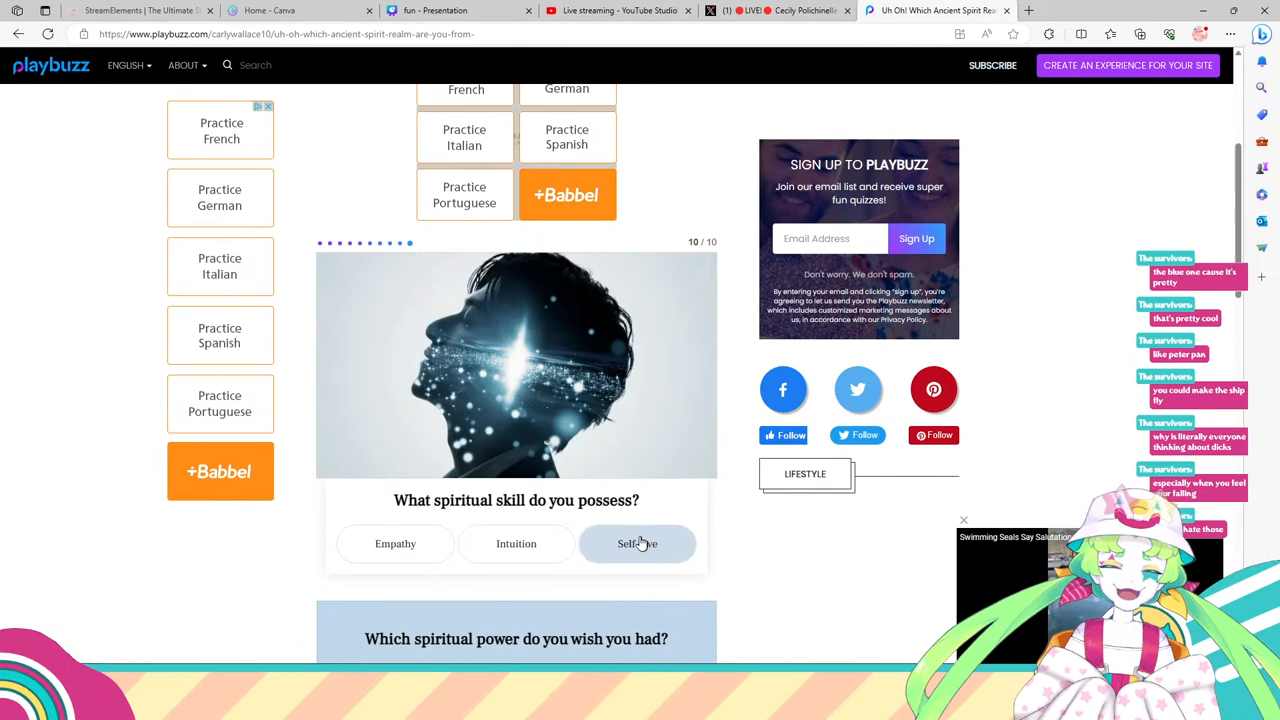 StreamElements | The Ultimate S
Home - Canva
fun - Presentation
Live streaming - YouTube Studio
(1) 🔴LIVE! 🔴 Cecily Polichinelle
Uh Oh! Which Ancient Spirit Rea
https://www.playbuzz.com/carlywallace10/uh-oh-which-ancient-spirit-realm-are-you-from-
playbuzz
ENGLISH
ABOUT
Search
SUBSCRIBE
CREATE AN EXPERIENCE FOR YOUR SITE
Practice
French
Practice
German
Practice
Italian
Practice
Spanish
Practice
Portuguese
+Babbel
French
German
Practice
Italian
Practice
Spanish
Practice
Portuguese
+Babbel
10 / 10
What spiritual skill do you possess?
Empathy
Intuition
Which spiritual power do you wish you had?
SIGN UP TO PLAYBUZZ
Join our email list and receive super
fun quizzes!
Email Address
Sign Up
Don't worry. We don't spam.
By entering your email and clicking "sign up", you're
agreeing to let us send you the Playbuzz newsletter,
which includes customized marketing messages about
us, in accordance with our Privacy Policy.
Follow
Follow
Follow
LIFESTYLE
The survivors:
the blue one cause it's
pretty
The survivors:
that's pretty cool
The survivors:
like peter pan
The survivors:
you could make the ship
fly
The survivors:
why is literally everyone
thinking about dicks
The survivors:
especially when you feel
your falling
hate those
Swimming Seals Say Salutation